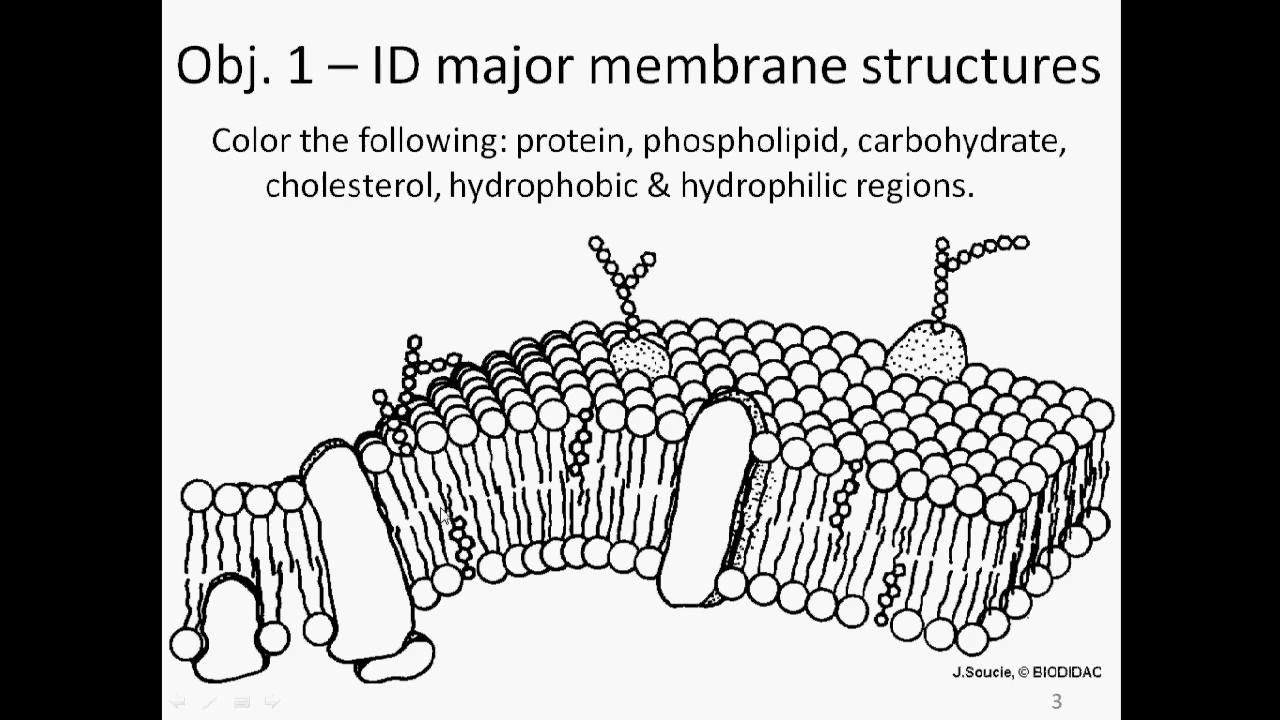 Obj. 1 – ID major membrane structures
Color the following: protein, phospholipid, carbohydrate,
cholesterol, hydrophobic & hydrophilic regions.
J.Soucie, © BIODIDAC
3